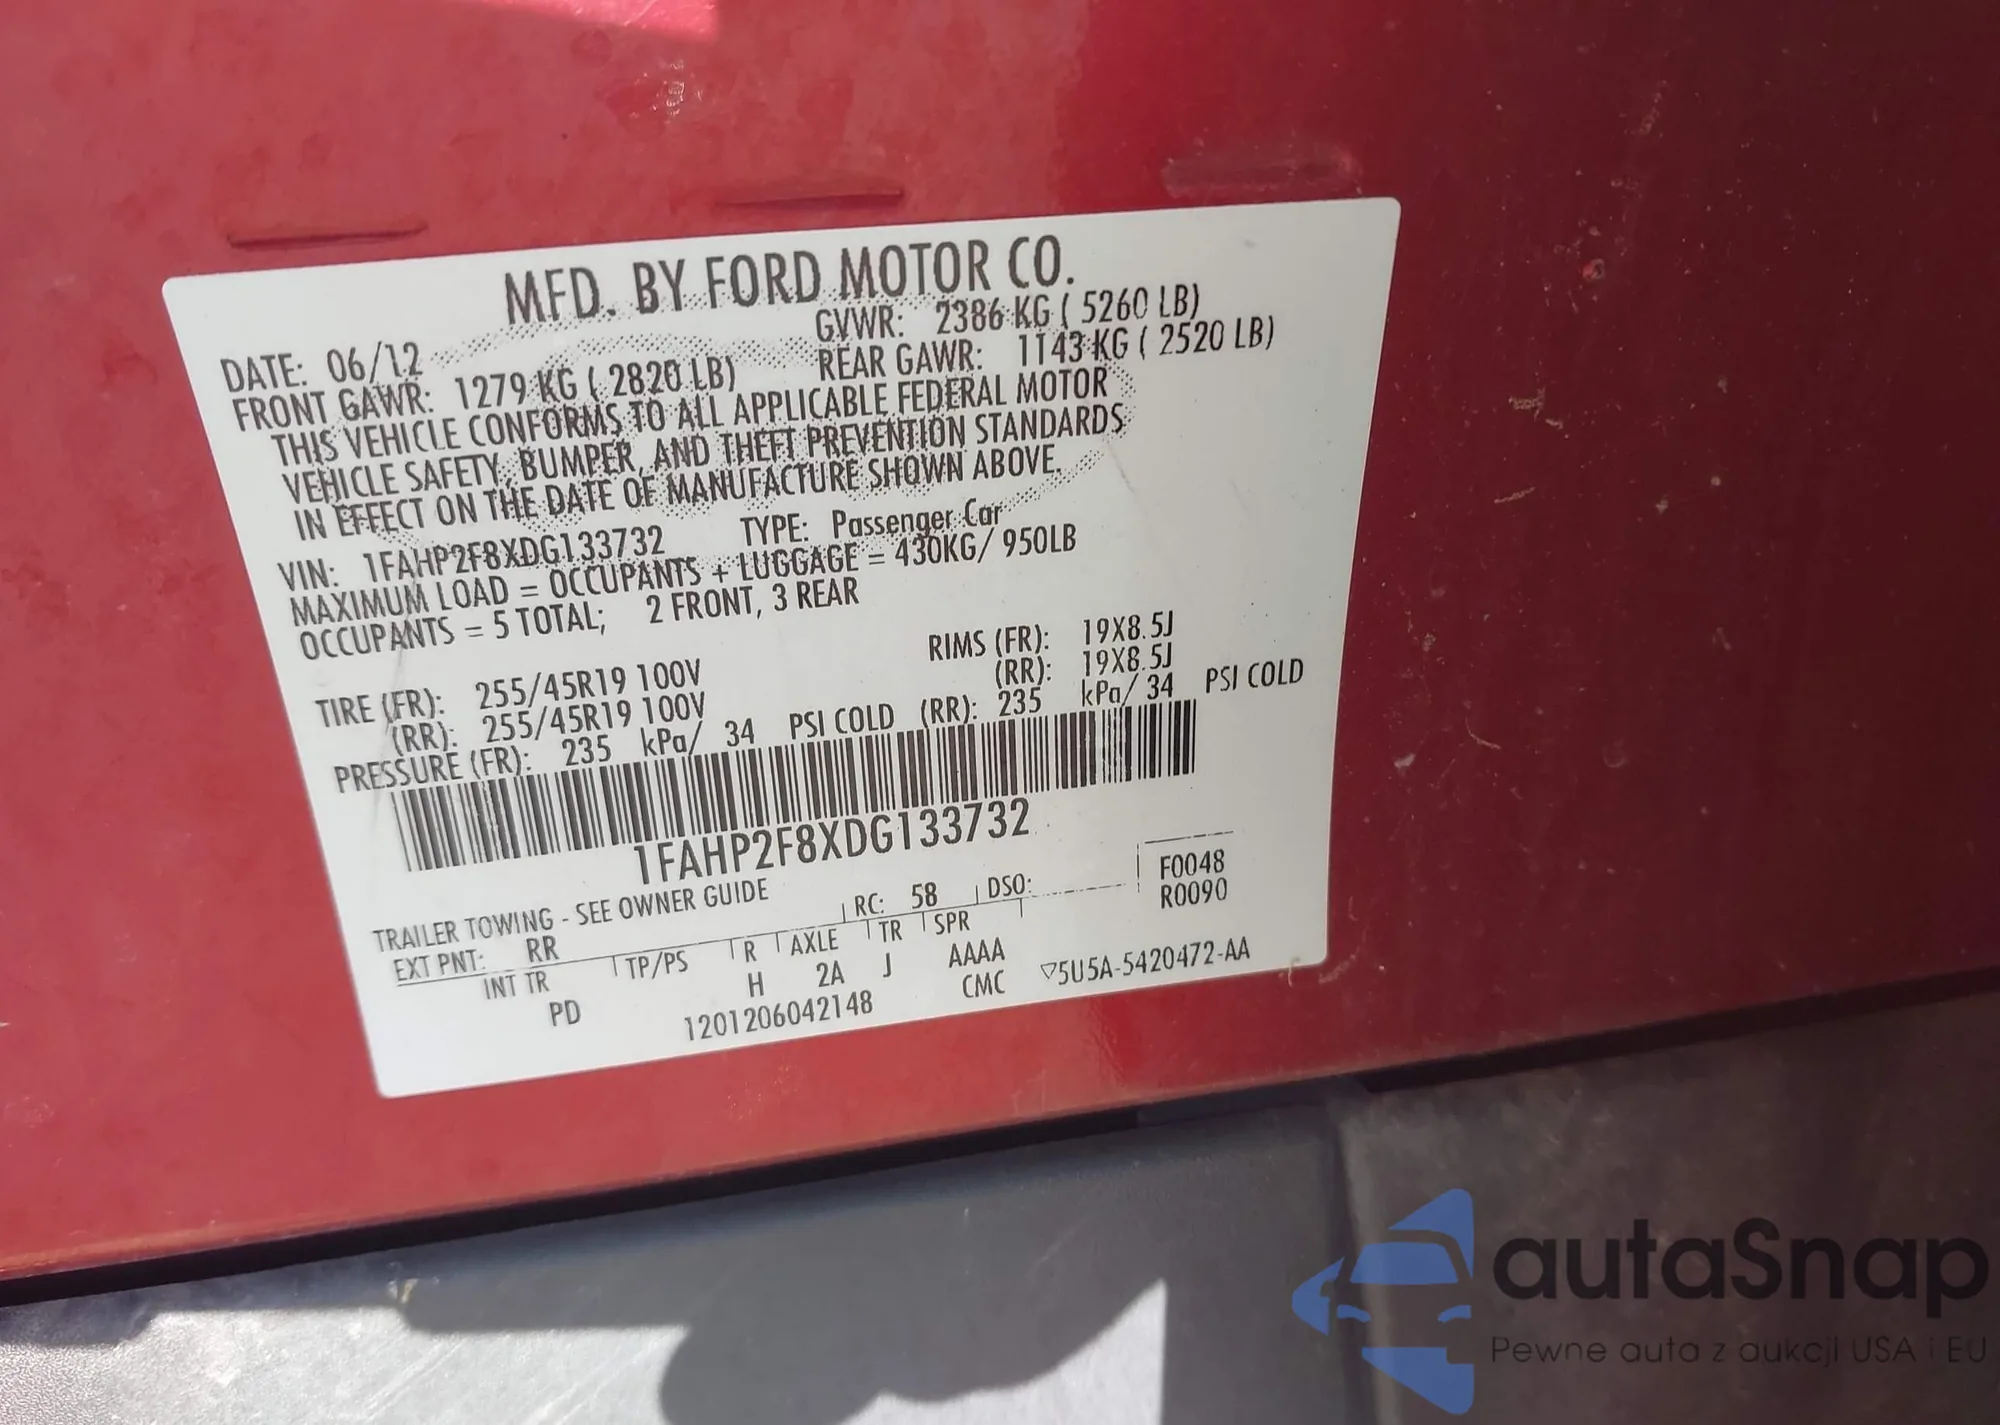 MFD. BY FORD MOTOR CO.
DATE: 06/12 GVWR: 2386 KG ( 5260 LB)
FRONT GAWR: 1279 KG ( 2820 LB) REAR GAWR: 1143 KG ( 2520 LB)
THIS VEHICLE CONFORMS TO ALL APPLICABLE FEDERAL MOTOR
VEHICLE SAFETY, BUMPER, AND THEFT PREVENTION STANDARDS
IN EFFECT ON THE DATE OF MANUFACTURE SHOWN ABOVE.
VIN: 1FAHP2F8XDG133732 TYPE: Passenger Car
MAXIMUM LOAD = OCCUPANTS + LUGGAGE = 430KG/ 950LB
OCCUPANTS = 5 TOTAL; 2 FRONT, 3 REAR
TIRE (FR): 255/45R19 100V RIMS (FR): 19X8.5J
(RR): 255/45R19 100V (RR): 19X8.5J
PRESSURE (FR): 235 kPa/ 34 PSI COLD (RR): 235 kPa/ 34 PSI COLD
1FAHP2F8XDG133732
TRAILER TOWING - SEE OWNER GUIDE
F0048
R0090
EXT PNT: RR RC: 58 DSO:
INT TR TP/PS R AXLE TR SPR
PD H 2A J AAAA
CMC
1201206042148
▽5U5A-5420472-AA
autaSnap
Pewne auta z aukcji USA i EU